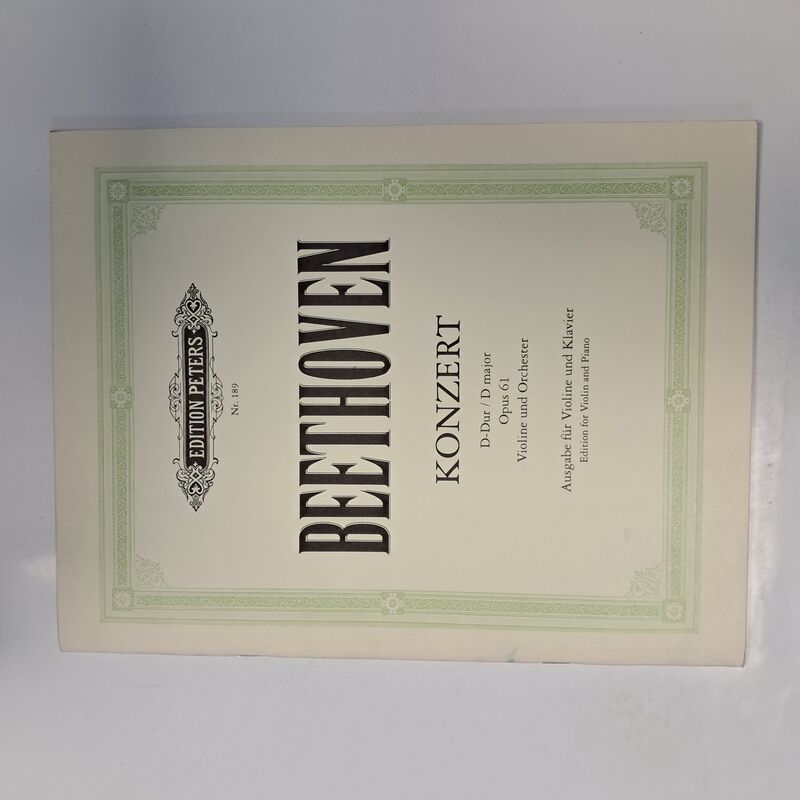 EDITION PETERS
Nr. 189
BEETHOVEN
KONZERT
D-Dur / D major
Opus 61
Violine und Orchester
Ausgabe für Violine und Klavier
Edition for Violin and Piano